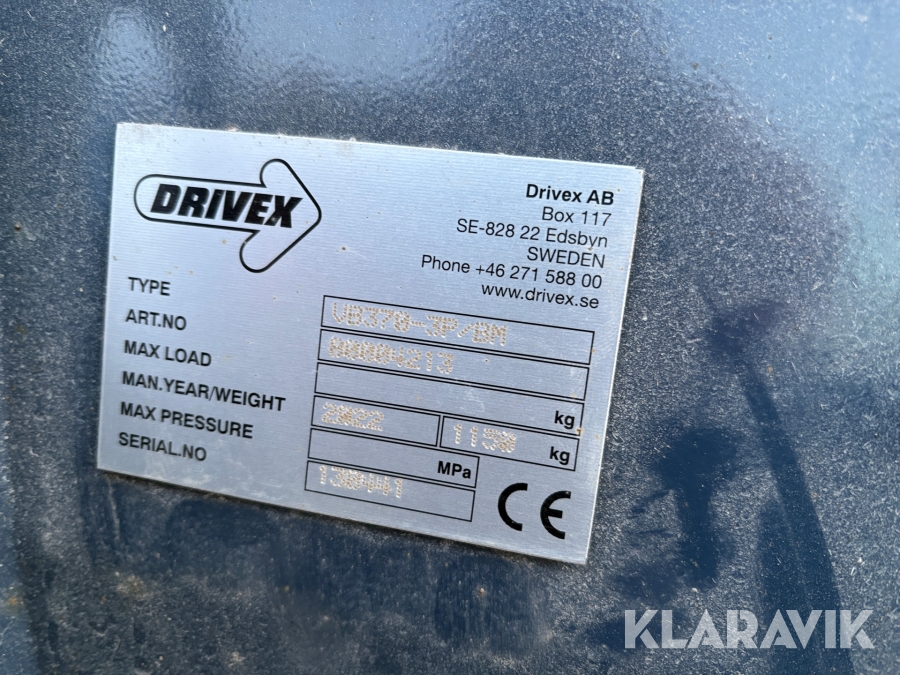 DRIVEX
Drivex AB
Box 117
SE-828 22 Edsbyn
SWEDEN
Phone +46 271 588 00
www.drivex.se
TYPE VB370-3P/BM
ART.NO
MAX LOAD kg
MAN.YEAR/WEIGHT 2022 1150 kg
MAX PRESSURE MPa
SERIAL.NO 130441
CE
KLARAVIK